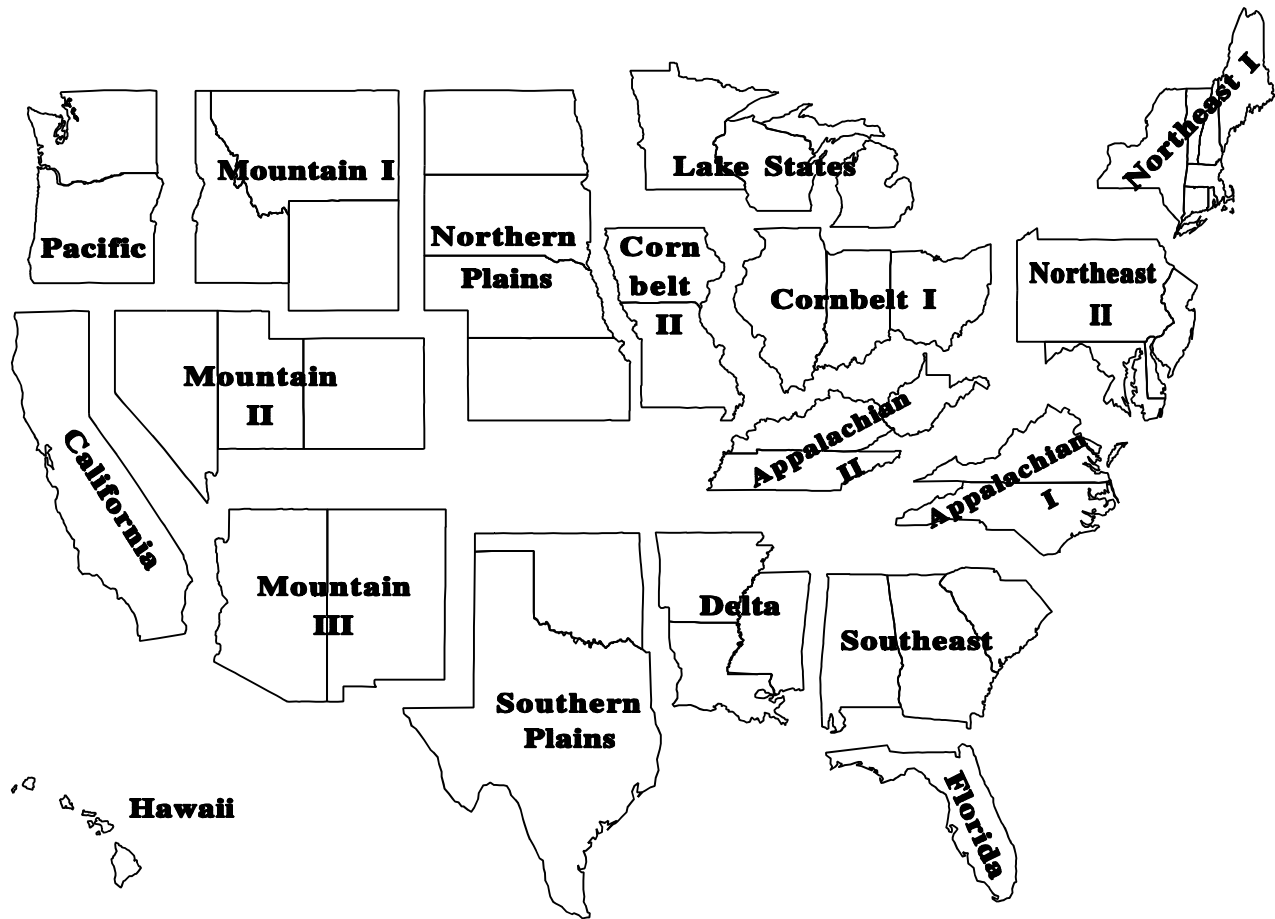 Northeast I
Mountain I
Lake States
Pacific
Northern
Plains
Corn
belt
II
Cornbelt I
Northeast
II
Mountain
II
California
Appalachian
II
Appalachian
I
Mountain
III
Delta
Southeast
Southern
Plains
Hawaii
Florida